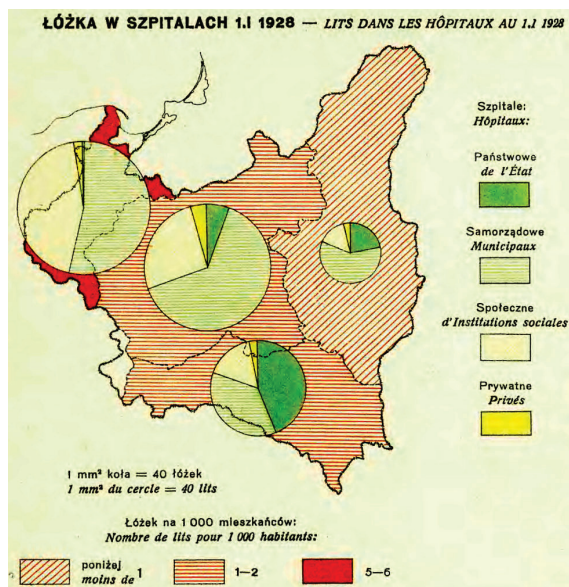 ŁÓŻKA W SZPITALACH 1.I 1928 — LITS DANS LES HÔPITAUX AU 1.I 1928
Szpitale:
Hôpitaux:
Państwowe
de l'État
Samorządowe
Municipaux
Społeczne
d'Institutions sociales
Prywatne
Privés
1 mm² koła = 40 łóżek
1 mm² du cercle = 40 lits
Łóżek na 1 000 mieszkańców:
Nombre de lits pour 1 000 habitants:
poniżej
moins de 1
1—2
5—6